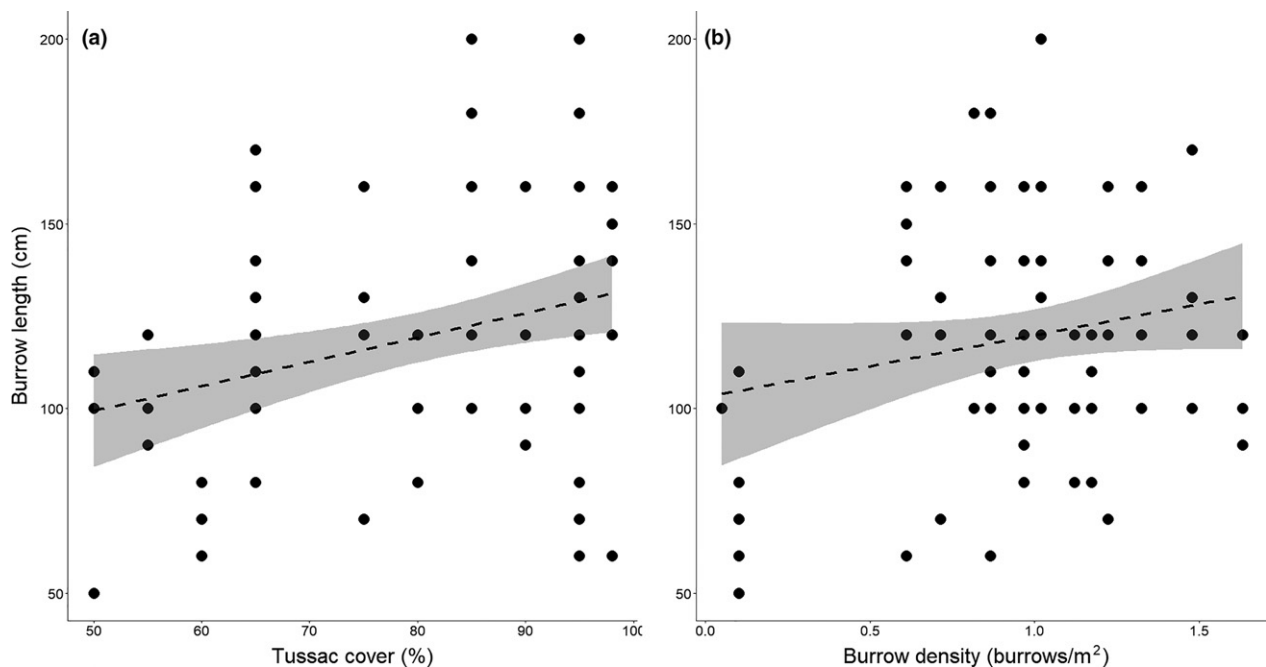 (a)
(b)
Burrow length (cm)
200
150
100
50
50 60 70 80 90 100
Tussac cover (%)
200
150
100
50
0.0 0.5 1.0 1.5
Burrow density (burrows/m²)